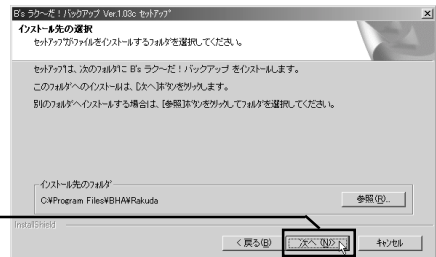 B's ラク～だ！バックアップ Ver.1.03c ｾｯﾄｱｯﾌﾟ
インストール先の選択
セットアップがファイルをインストールするフォルダを選択してください。
セットアップは、次のフォルダに B's ラク～だ！バックアップ をインストールします。
このフォルダへのインストールは、[次へ]ボタンをクリックします。
別のフォルダへインストールする場合は、[参照]ボタンをクリックしてフォルダを選択してください。
インストール先のフォルダ
C:¥Program Files¥BHA¥Rakuda
参照(R)...
InstallShield
< 戻る(B)
次へ (N)>
キャンセル